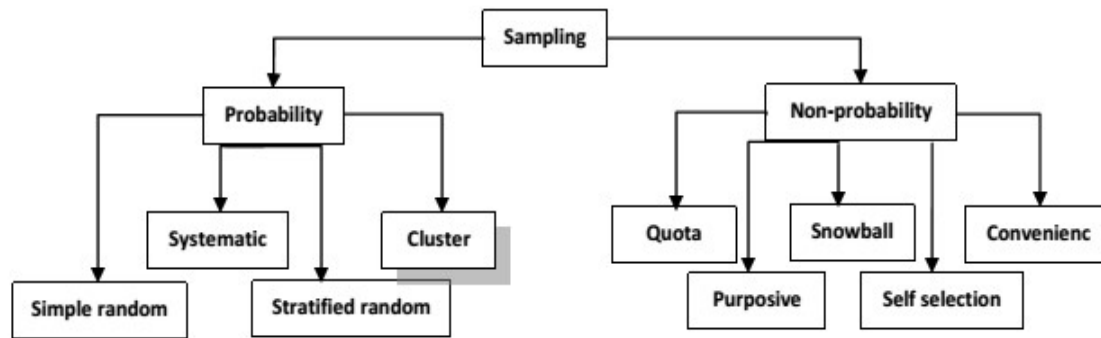 Sampling
Probability
Non-probability
Systematic
Cluster
Quota
Snowball
Convenienc
Simple random
Stratified random
Purposive
Self selection